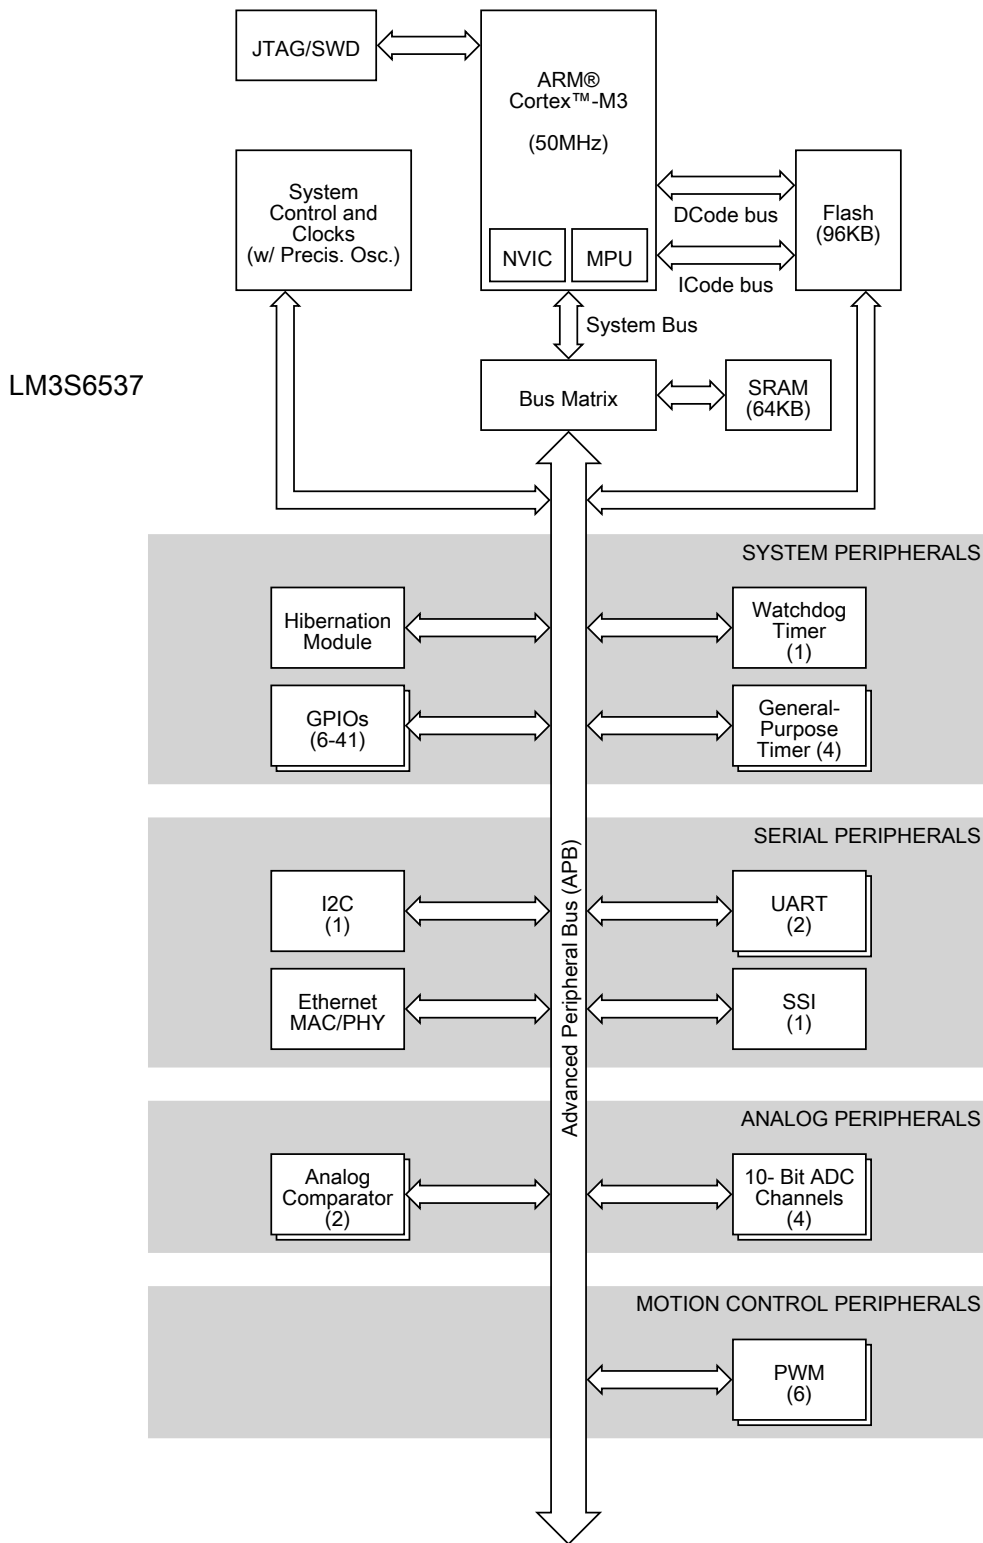 JTAG/SWD
ARM®
Cortex™-M3
(50MHz)
System
Control and
Clocks
(w/ Precis. Osc.)
DCode bus
Flash
(96KB)
NVIC
MPU
ICode bus
System Bus
LM3S6537
Bus Matrix
SRAM
(64KB)
SYSTEM PERIPHERALS
Hibernation
Module
Watchdog
Timer
(1)
GPIOs
(6-41)
General-
Purpose
Timer (4)
Advanced Peripheral Bus (APB)
SERIAL PERIPHERALS
I2C
(1)
UART
(2)
Ethernet
MAC/PHY
SSI
(1)
ANALOG PERIPHERALS
Analog
Comparator
(2)
10- Bit ADC
Channels
(4)
MOTION CONTROL PERIPHERALS
PWM
(6)